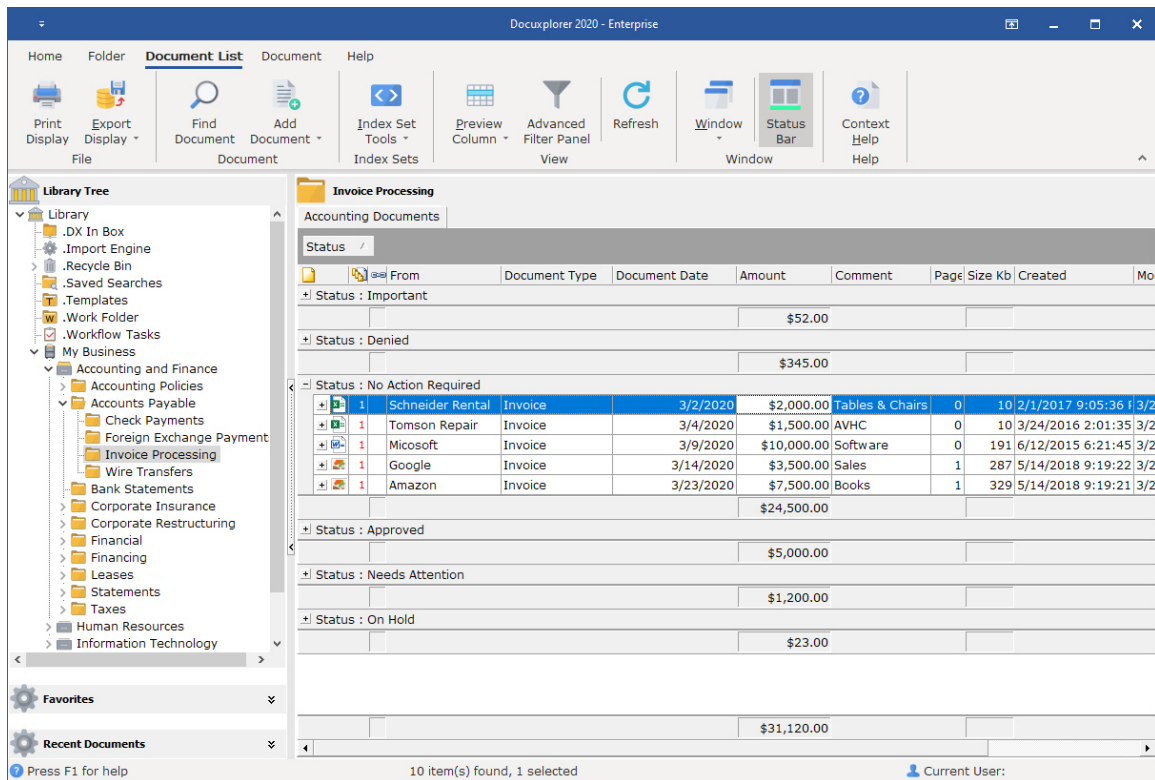 Docuxplorer 2020 - Enterprise
Home Folder Document List Document Help
Print Display
Export Display
Find Document
Add Document
Index Set Tools
Preview Column
Advanced Filter Panel
Refresh
Window
Status Bar
Context Help
File Document Index Sets View Window Help
Library Tree
Library
.DX In Box
.Import Engine
.Recycle Bin
.Saved Searches
.Templates
.Work Folder
.Workflow Tasks
My Business
Accounting and Finance
Accounting Policies
Accounts Payable
Check Payments
Foreign Exchange Payment
Invoice Processing
Wire Transfers
Bank Statements
Corporate Insurance
Corporate Restructuring
Financial
Financing
Leases
Statements
Taxes
Human Resources
Information Technology
Favorites
Recent Documents
Invoice Processing
Accounting Documents
Status
From Document Type Document Date Amount Comment Page Size Kb Created Mo
Status : Important
$52.00
Status : Denied
$345.00
Status : No Action Required
1 Schneider Rental Invoice 3/2/2020 $2,000.00 Tables & Chairs 0 10 2/1/2017 9:05:36 3/2
1 Tomson Repair Invoice 3/4/2020 $1,500.00 AVHC 0 10 3/24/2016 2:01:35 3/2
1 Micosoft Invoice 3/9/2020 $10,000.00 Software 0 191 6/12/2015 6:21:45 3/2
1 Google Invoice 3/14/2020 $3,500.00 Sales 1 287 5/14/2018 9:19:22 3/2
1 Amazon Invoice 3/23/2020 $7,500.00 Books 1 329 5/14/2018 9:19:21 3/2
$24,500.00
Status : Approved
$5,000.00
Status : Needs Attention
$1,200.00
Status : On Hold
$23.00
$31,120.00
Press F1 for help 10 item(s) found, 1 selected Current User: